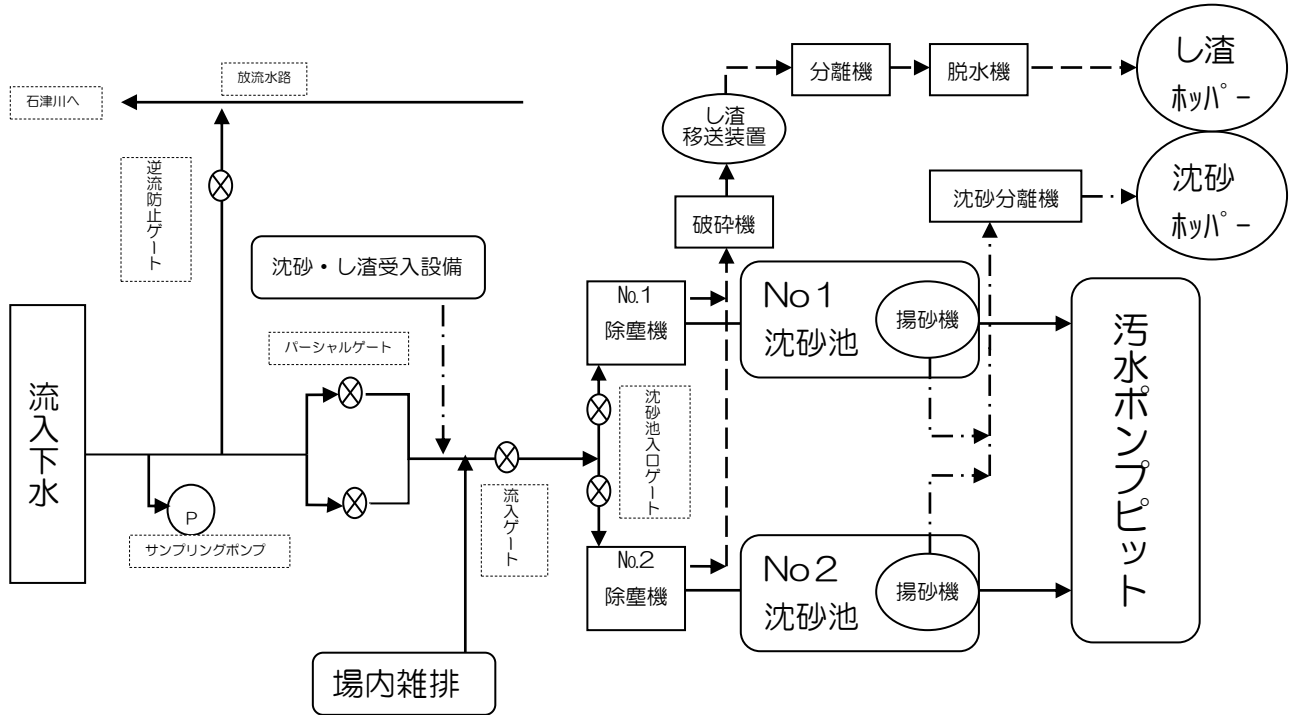 し渣
ﾎｯﾊﾟｰ
分離機
脱水機
放流水路
石津川へ
し渣
移送装置
逆流防止ゲート
沈砂分離機
沈砂
ﾎｯﾊﾟｰ
破砕機
沈砂・し渣受入設備
№1
除塵機
No1
沈砂池
揚砂機
汚水ポンプピット
流入下水
パーシャルゲート
沈砂池入口ゲート
流入ゲート
P
サンプリングポンプ
№2
除塵機
No2
沈砂池
揚砂機
場内雑排